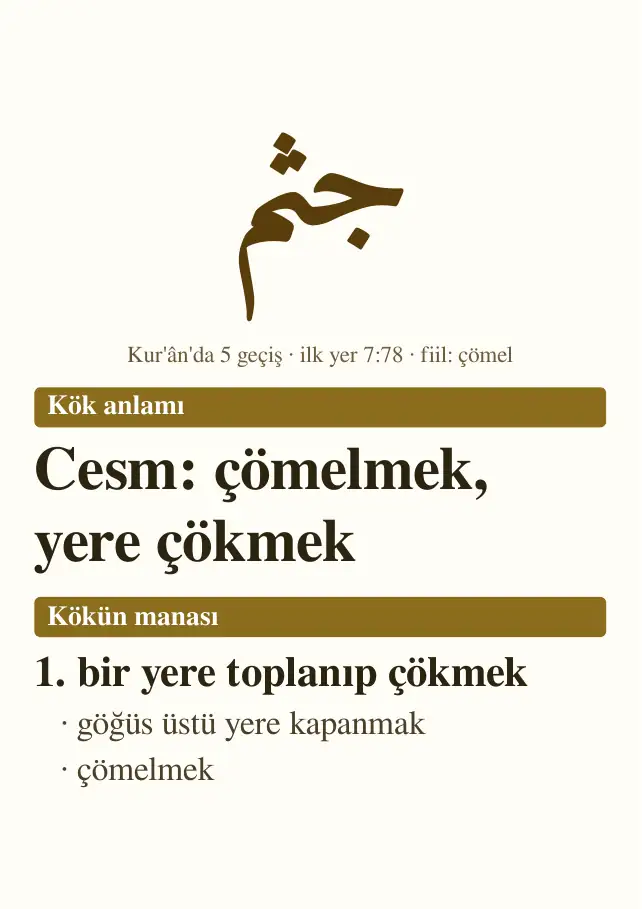 جثم
Kur'ân'da 5 geçiş · ilk yer 7:78 · fiil: çömel
Kök anlamı
Cesm: çömelmek,
yere çökmek
Kökün manası
1. bir yere toplanıp çökmek
· göğüs üstü yere kapanmak
· çömelmek